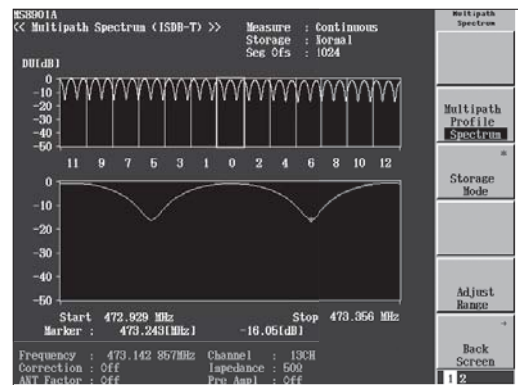 MS8901A
<< Multipath Spectrum (ISDB-T) >>
Measure : Continuous
Storage : Normal
Seg Ofs : 1024
DU[dB]
0
-10
-20
-30
-40
-50
11 9 7 5 3 1 0 2 4 6 8 10 12
0
-10
-20
-30
-40
-50
Start 472.929 MHz Stop 473.356 MHz
Marker : 473.243[MHz] -16.05[dB]
Frequency : 473.142 857MHz Channel : 13CH
Correction : Off Impedance : 50Ω
ANT Factor : Off Pre Ampl : Off
Multipath
Spectrum
Multipath
Profile
Spectrum
*
Storage
Mode
Adjust
Range
→
Back
Screen
1 2